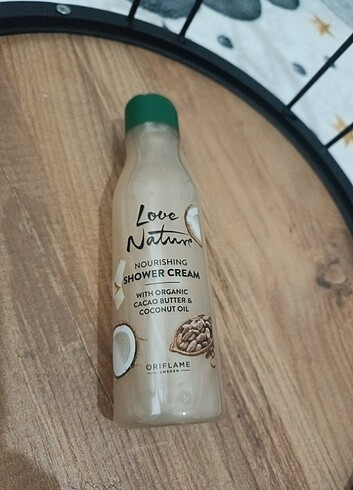 Love
Nature
NOURISHING
SHOWER CREAM
WITH ORGANIC
CACAO BUTTER &
COCONUT OIL
ORIFLAME
SWEDEN